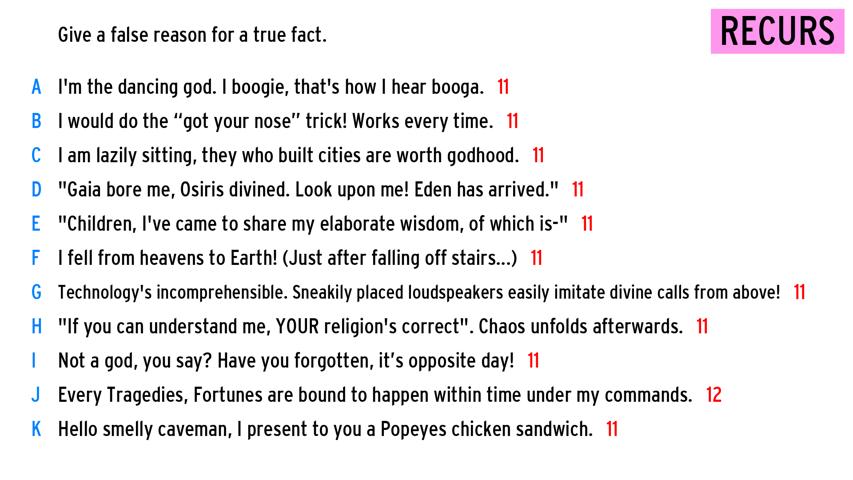 Give a false reason for a true fact.
RECURS
A I'm the dancing god. I boogie, that's how I hear booga. 11
B I would do the “got your nose” trick! Works every time. 11
C I am lazily sitting, they who built cities are worth godhood. 11
D "Gaia bore me, Osiris divined. Look upon me! Eden has arrived." 11
E "Children, I've came to share my elaborate wisdom, of which is-" 11
F I fell from heavens to Earth! (Just after falling off stairs...) 11
G Technology's incomprehensible. Sneakily placed loudspeakers easily imitate divine calls from above! 11
H "If you can understand me, YOUR religion's correct". Chaos unfolds afterwards. 11
I Not a god, you say? Have you forgotten, it’s opposite day! 11
J Every Tragedies, Fortunes are bound to happen within time under my commands. 12
K Hello smelly caveman, I present to you a Popeyes chicken sandwich. 11